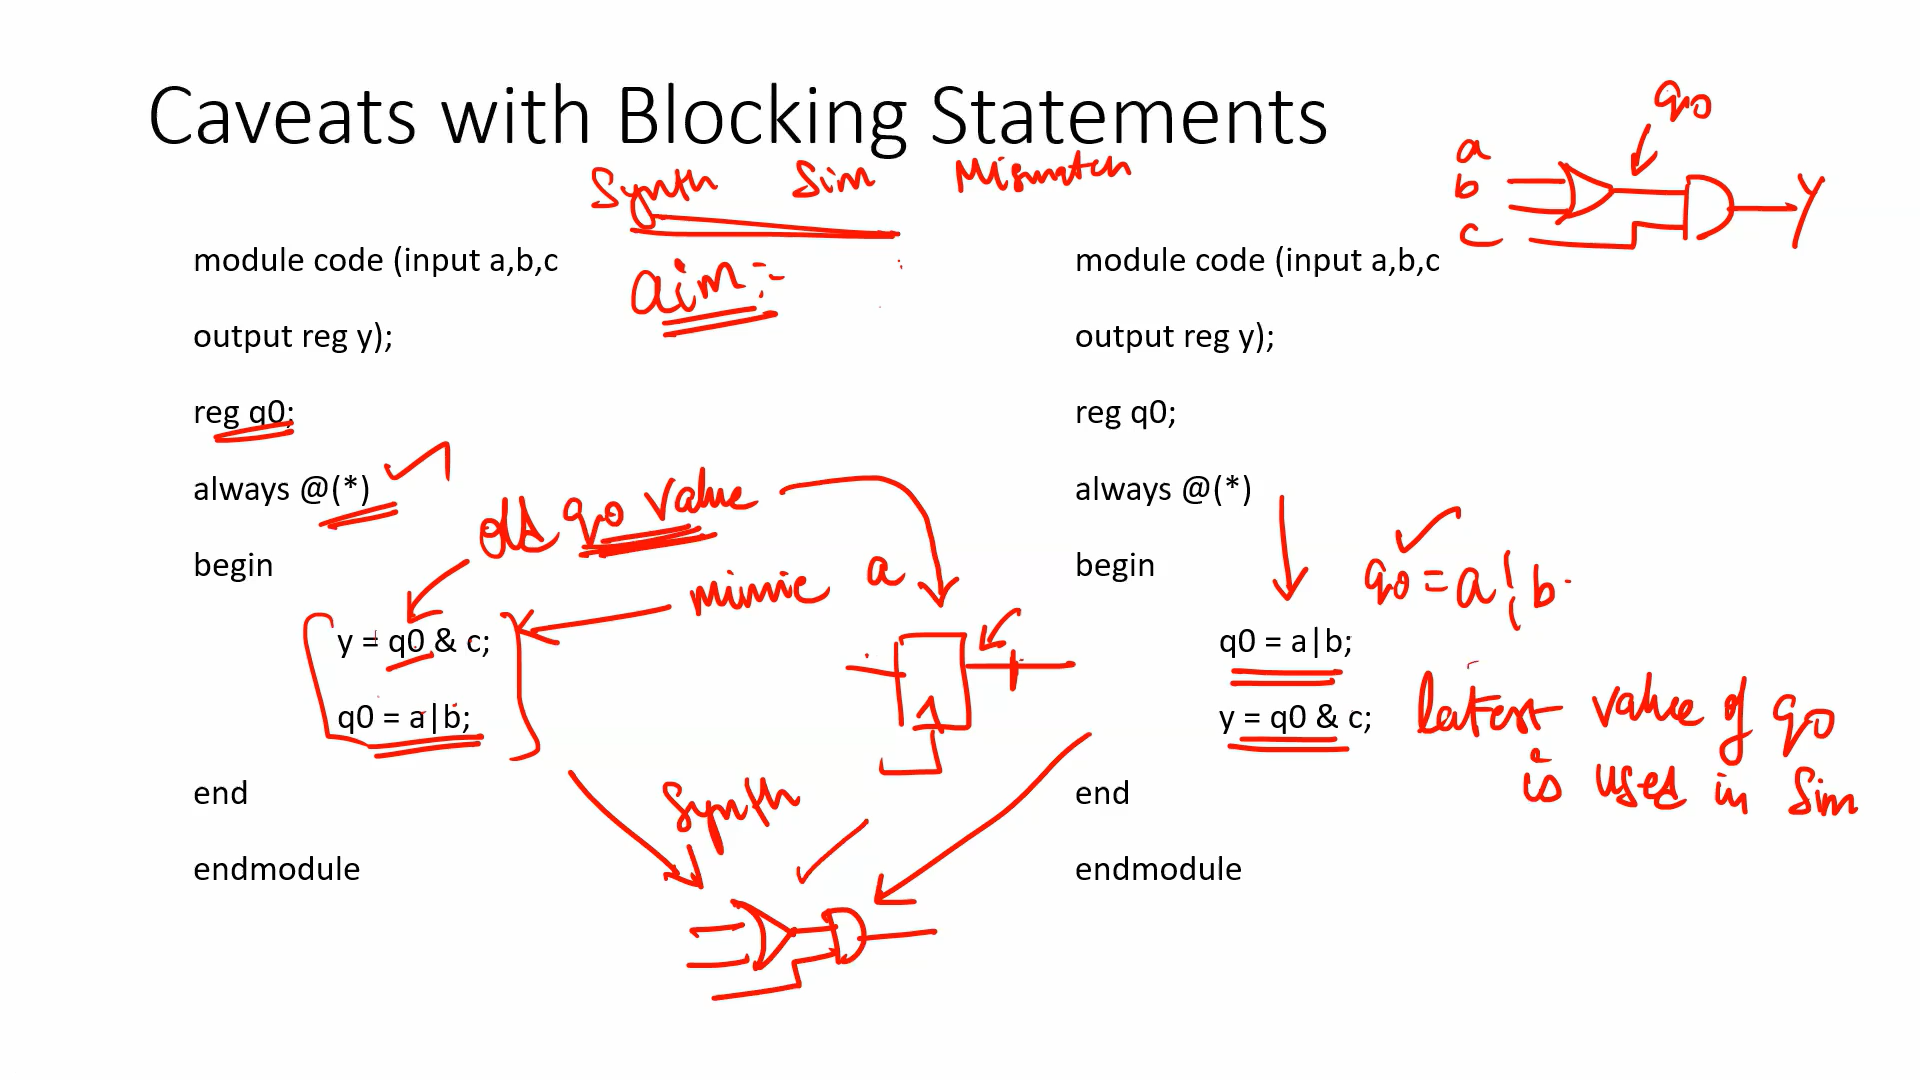 Caveats with Blocking Statements
Synth Sim Mismatch
aim:-
module code (input a,b,c
output reg y);
reg q0;
always @(*)
begin
y = q0 & c;
q0 = a|b;
end
endmodule
old q0 value
mimic a
Synth
module code (input a,b,c
output reg y);
reg q0;
always @(*)
begin
q0 = a|b;
y = q0 & c;
end
endmodule
q0
a
b
c
y
q0 = a | b
latest value of q0
is used in Sim